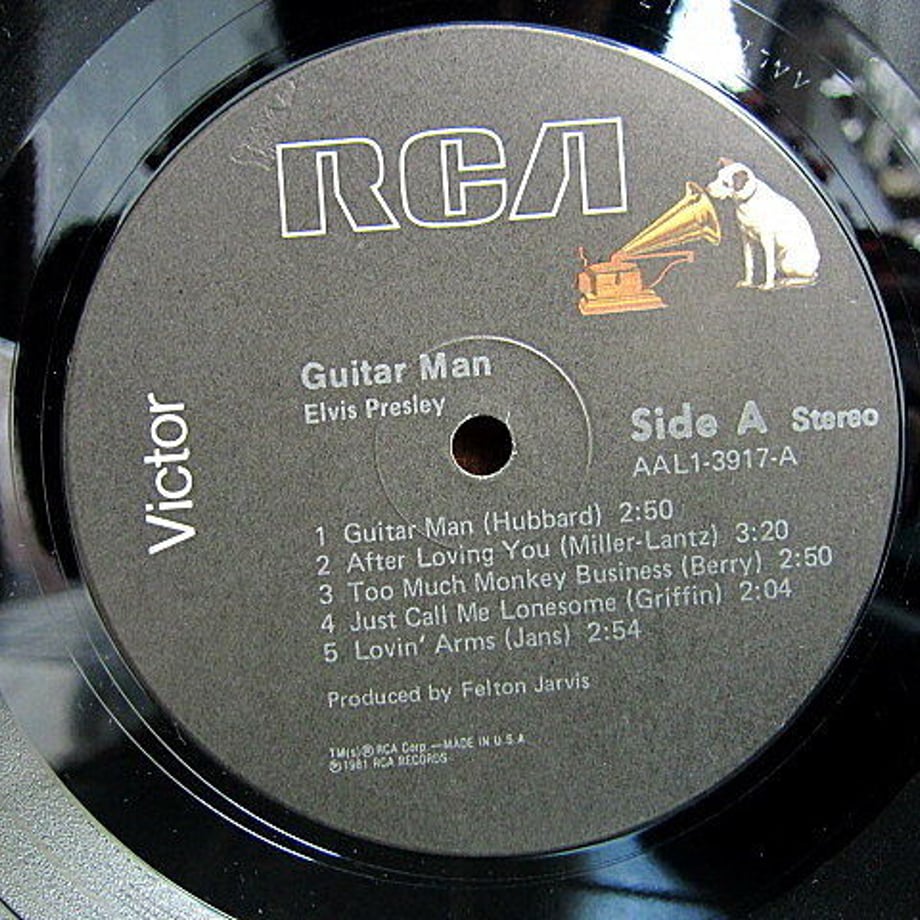 RCA
Victor
Guitar Man
Elvis Presley
Side A Stereo
AAL1-3917-A
1 Guitar Man (Hubbard) 2:50
2 After Loving You (Miller-Lantz) 3:20
3 Too Much Monkey Business (Berry) 2:50
4 Just Call Me Lonesome (Griffin) 2:04
5 Lovin' Arms (Jans) 2:54
Produced by Felton Jarvis
TM(s)® RCA Corp.—MADE IN U.S.A
℗1981 RCA RECORDS